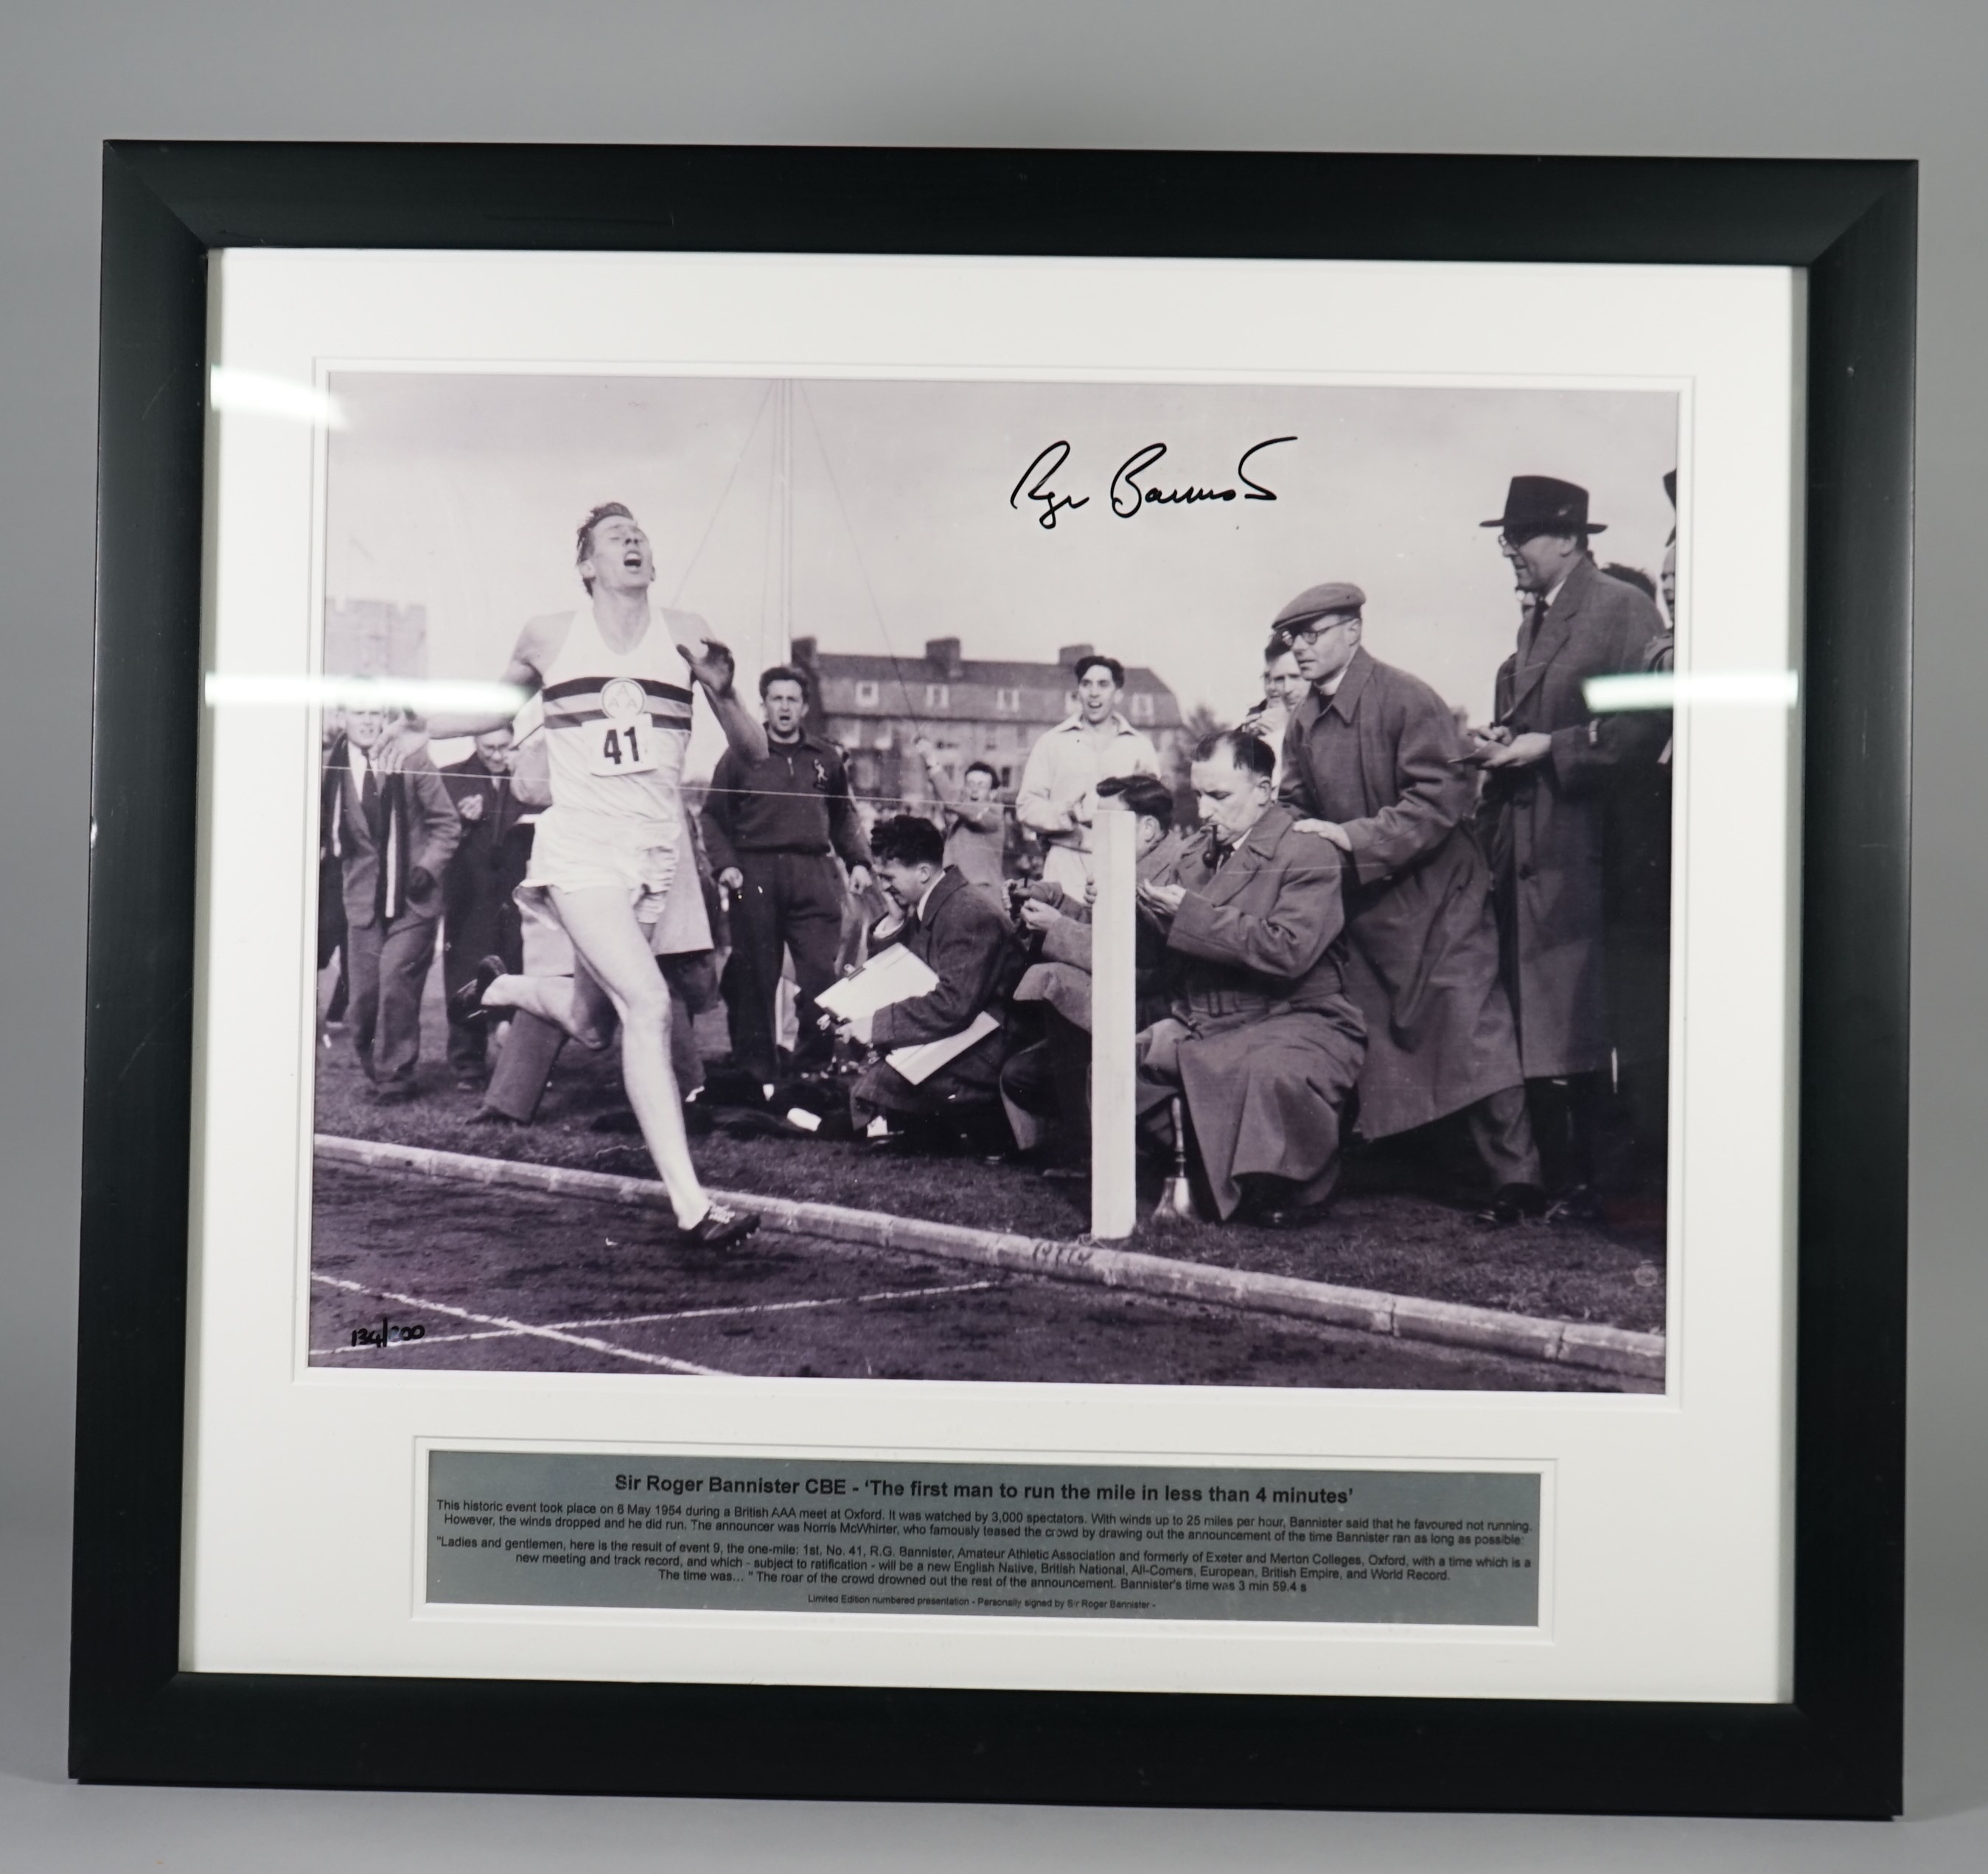 Roger Bannister
41
134/200
Sir Roger Bannister CBE - ‘The first man to run the mile in less than 4 minutes’
This historic event took place on 6 May 1954 during a British AAA meet at Oxford. It was watched by 3,000 spectators. With winds up to 25 miles per hour, Bannister said that he favoured not running.
However, the winds dropped and he did run. The announcer was Norris McWhirter, who famously teased the crowd by drawing out the announcement of the time Bannister ran as long as possible:
"Ladies and gentlemen, here is the result of event 9, the one-mile: 1st, No. 41, R.G. Bannister, Amateur Athletic Association and formerly of Exeter and Merton Colleges, Oxford, with a time which is a
new meeting and track record, and which - subject to ratification - will be a new English Native, British National, All-Comers, European, British Empire, and World Record.
The time was... " The roar of the crowd drowned out the rest of the announcement. Bannister's time was 3 min 59.4 s
Limited Edition numbered presentation - Personally signed by Sir Roger Bannister -